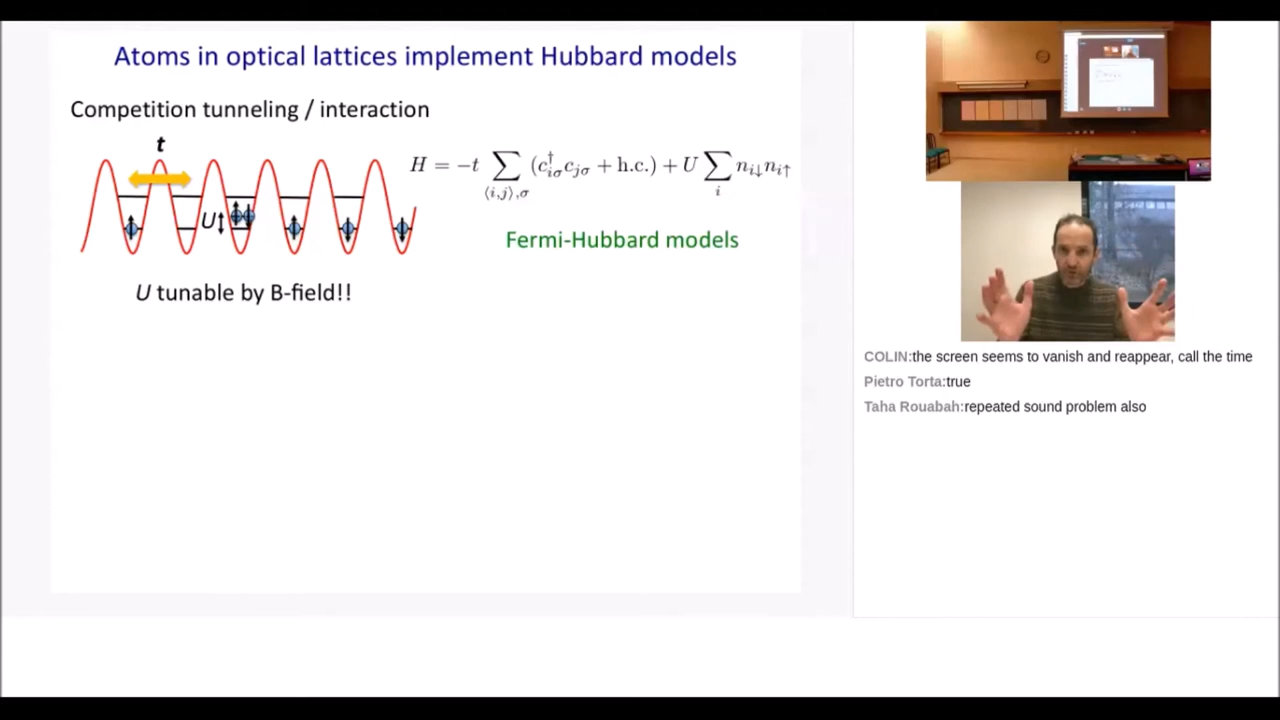 Atoms in optical lattices implement Hubbard models
Competition tunneling / interaction
t
H = −t ∑⟨i,j⟩,σ (c†iσ cjσ + h.c.) + U ∑i ni↓ni↑
U
Fermi-Hubbard models
U tunable by B-field!!
COLIN:the screen seems to vanish and reappear, call the time
Pietro Torta:true
Taha Rouabah:repeated sound problem also